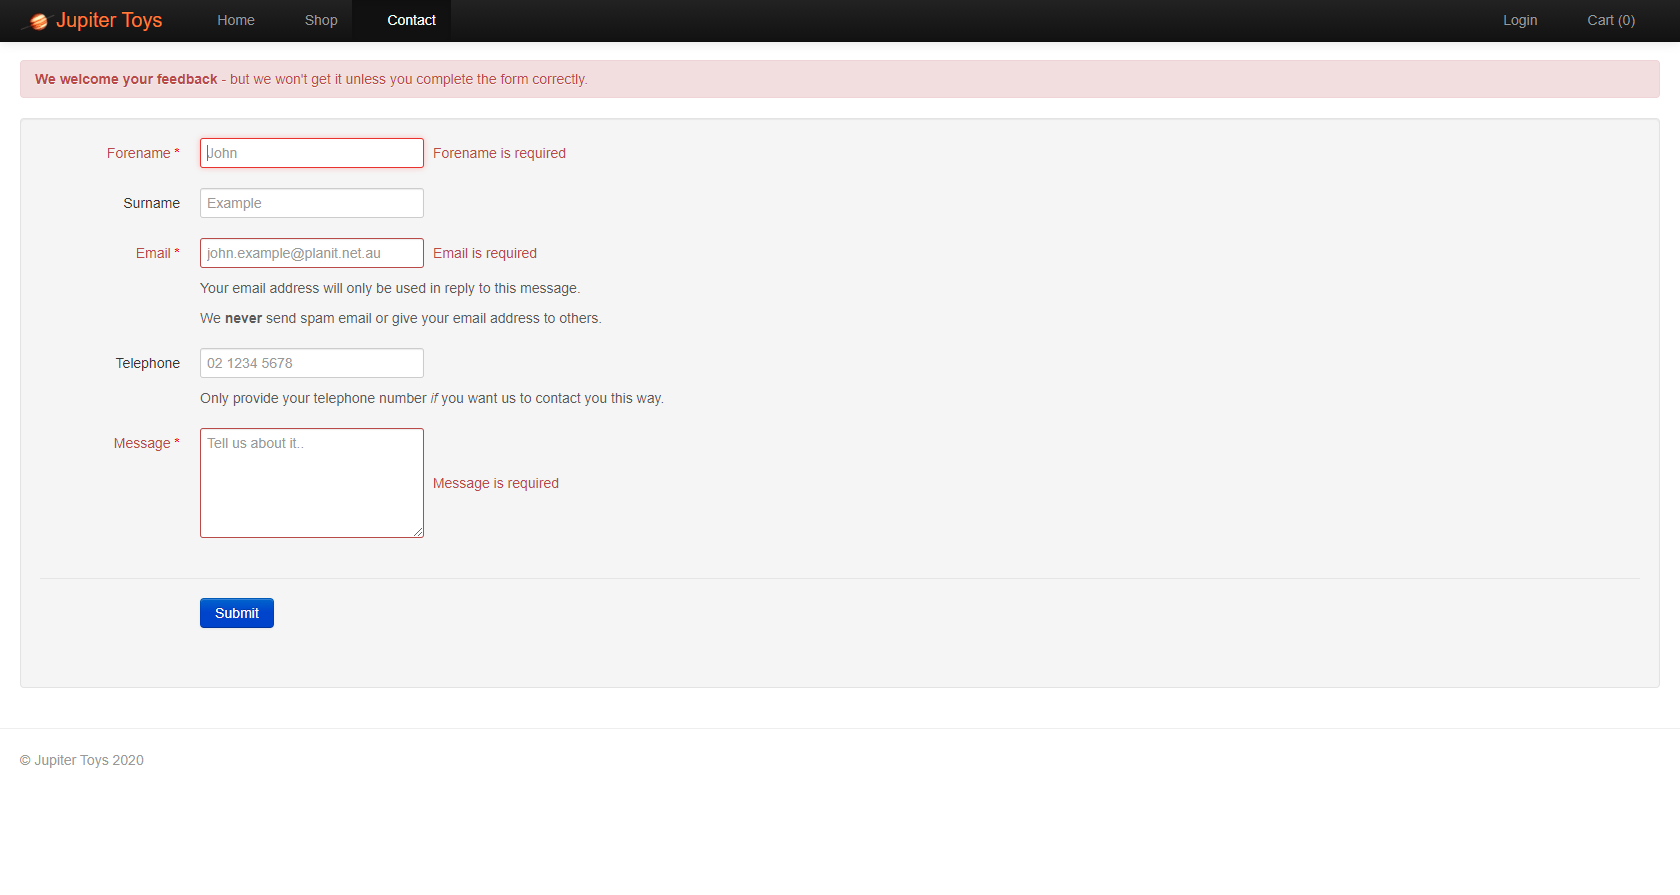 Jupiter Toys Home Shop Contact Login Cart (0)
We welcome your feedback - but we won't get it unless you complete the form correctly.
Forename * John Forename is required
Surname Example
Email * john.example@planit.net.au Email is required
Your email address will only be used in reply to this message.
We never send spam email or give your email address to others.
Telephone 02 1234 5678
Only provide your telephone number if you want us to contact you this way.
Message * Tell us about it..
Message is required
Submit
© Jupiter Toys 2020